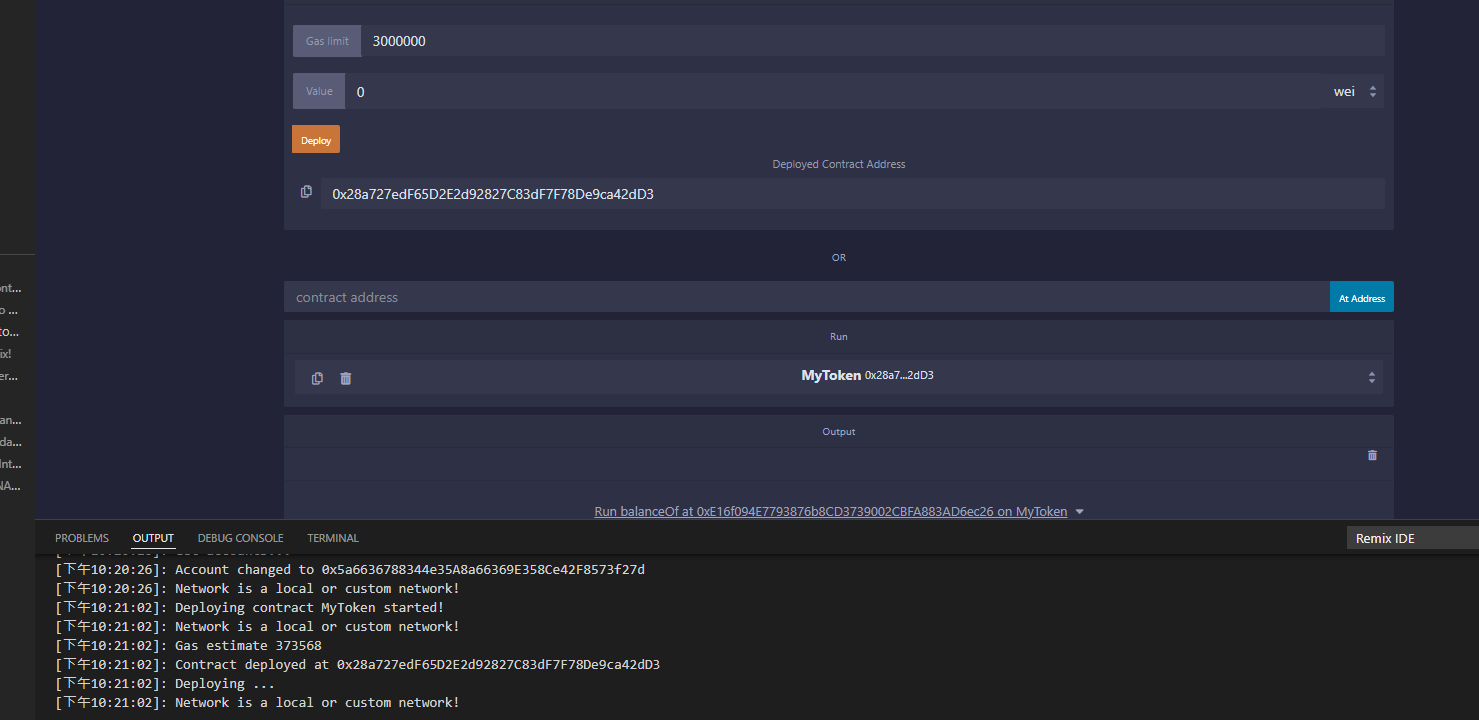 Gas limit 3000000
Value 0 wei
Deploy
Deployed Contract Address
0x28a727edF65D2E2d92827C83dF7F78De9ca42dD3
OR
contract address At Address
Run
MyToken 0x28a7...2dD3
Output
Run balanceOf at 0xE16f094E7793876b8CD3739002CBFA883AD6ec26 on MyToken
ont...
o ...
to...
ix!
er...
an...
da...
Int...
NA...
PROBLEMS OUTPUT DEBUG CONSOLE TERMINAL Remix IDE
[下午10:20:26]: Account changed to 0x5a6636788344e35A8a66369E358Ce42F8573f27d
[下午10:20:26]: Network is a local or custom network!
[下午10:21:02]: Deploying contract MyToken started!
[下午10:21:02]: Network is a local or custom network!
[下午10:21:02]: Gas estimate 373568
[下午10:21:02]: Contract deployed at 0x28a727edF65D2E2d92827C83dF7F78De9ca42dD3
[下午10:21:02]: Deploying ...
[下午10:21:02]: Network is a local or custom network!